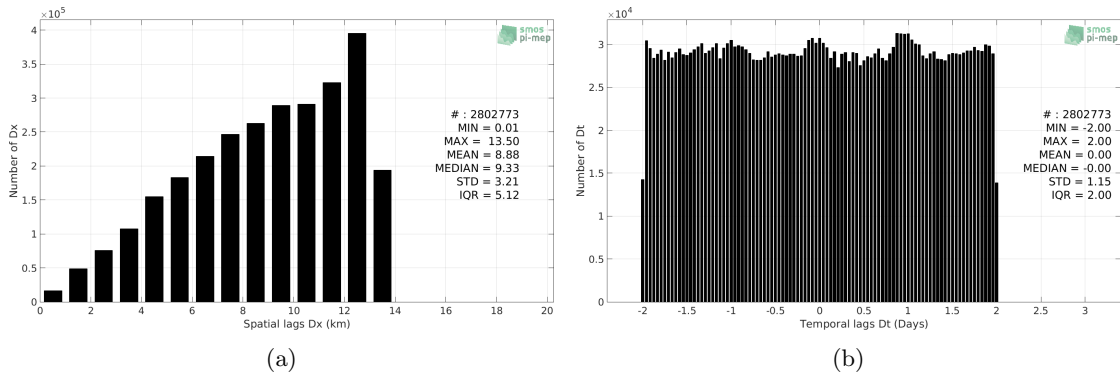 ×10⁵
4
3.5
3
2.5
2
1.5
1
0.5
0
Number of Dx
0 2 4 6 8 10 12 14 16 18 20
Spatial lags Dx (km)
smos
pi-mep
# : 2802773
MIN = 0.01
MAX = 13.50
MEAN = 8.88
MEDIAN = 9.33
STD = 3.21
IQR = 5.12
(a)
×10⁴
3
2.5
2
1.5
1
0.5
0
Number of Dt
-2 -1.5 -1 -0.5 0 0.5 1 1.5 2 2.5 3
Temporal lags Dt (Days)
smos
pi-mep
# : 2802773
MIN = -2.00
MAX = 2.00
MEAN = 0.00
MEDIAN = -0.00
STD = 1.15
IQR = 2.00
(b)